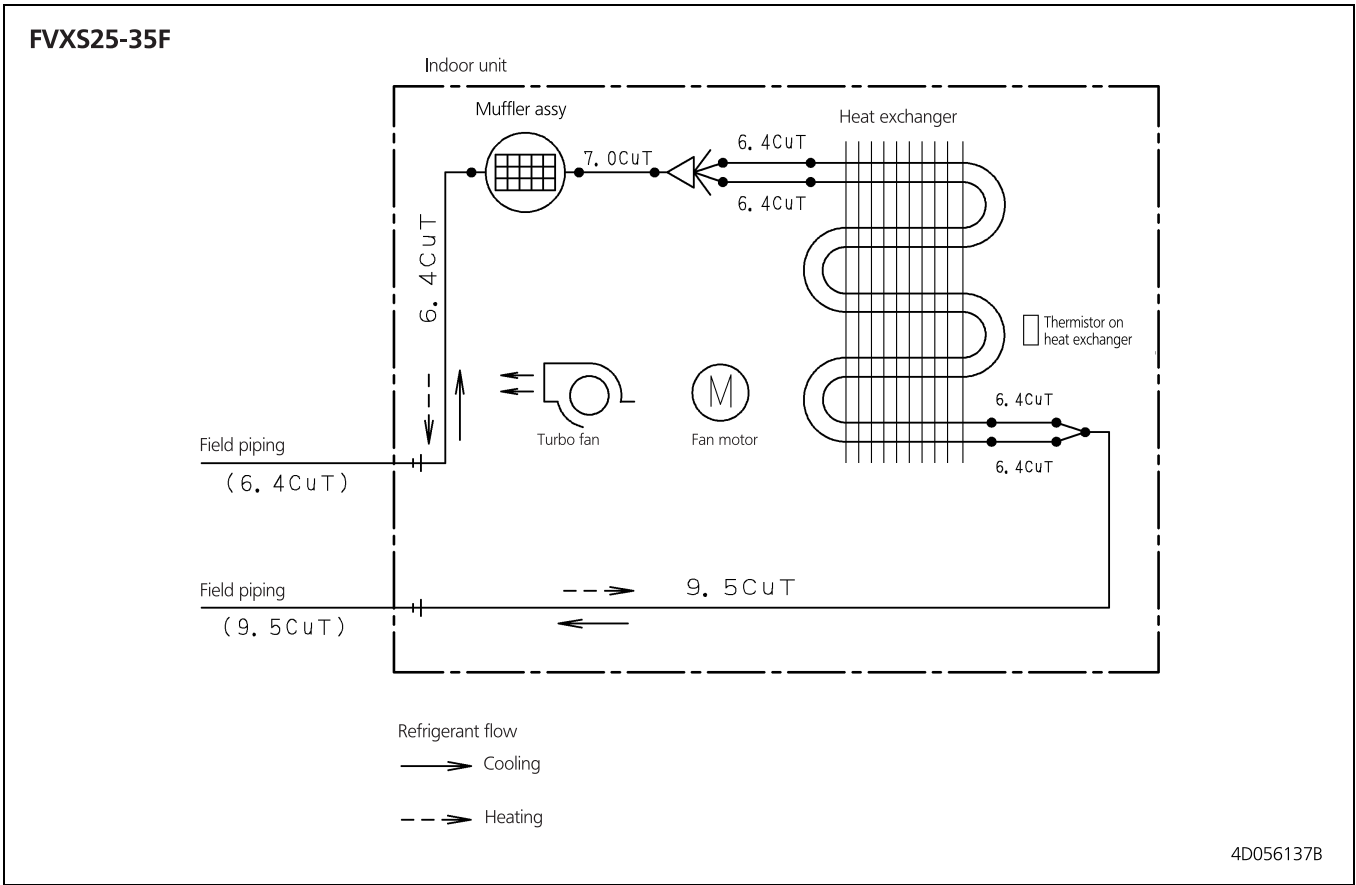 FVXS25-35F
Indoor unit
Muffler assy
Heat exchanger
7. 0CuT
6. 4CuT
6. 4CuT
6. 4CuT
Thermistor on
heat exchanger
M
Turbo fan
Fan motor
6. 4CuT
6. 4CuT
Field piping
(6. 4CuT)
Field piping
(9. 5CuT)
9. 5CuT
Refrigerant flow
Cooling
Heating
4D056137B